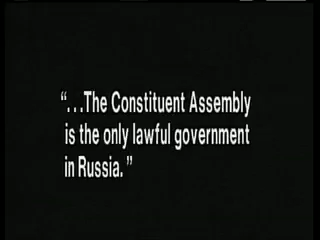 “. . .The Constituent Assembly
is the only lawful government
in Russia. ”